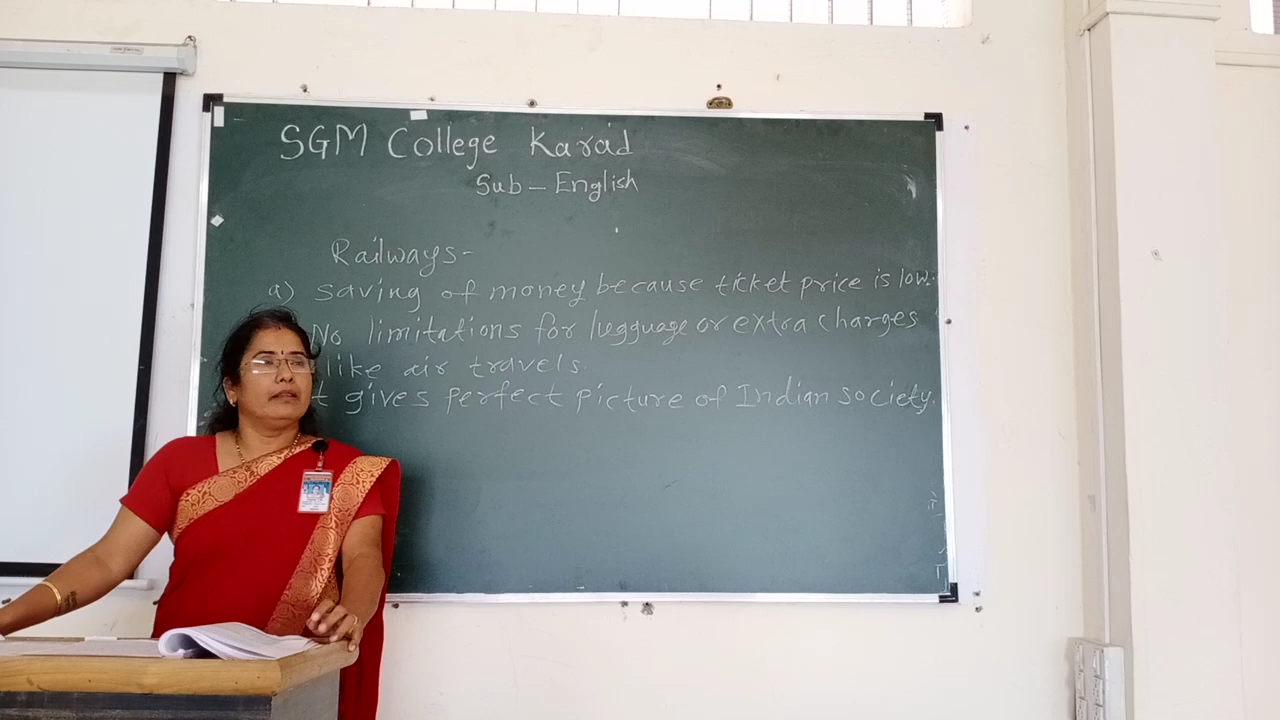 SGM College Karad
Sub - English
Railways-
a) saving of money because ticket price is low.
No limitations for lugguage or extra charges
like air travels.
t gives perfect picture of Indian society.